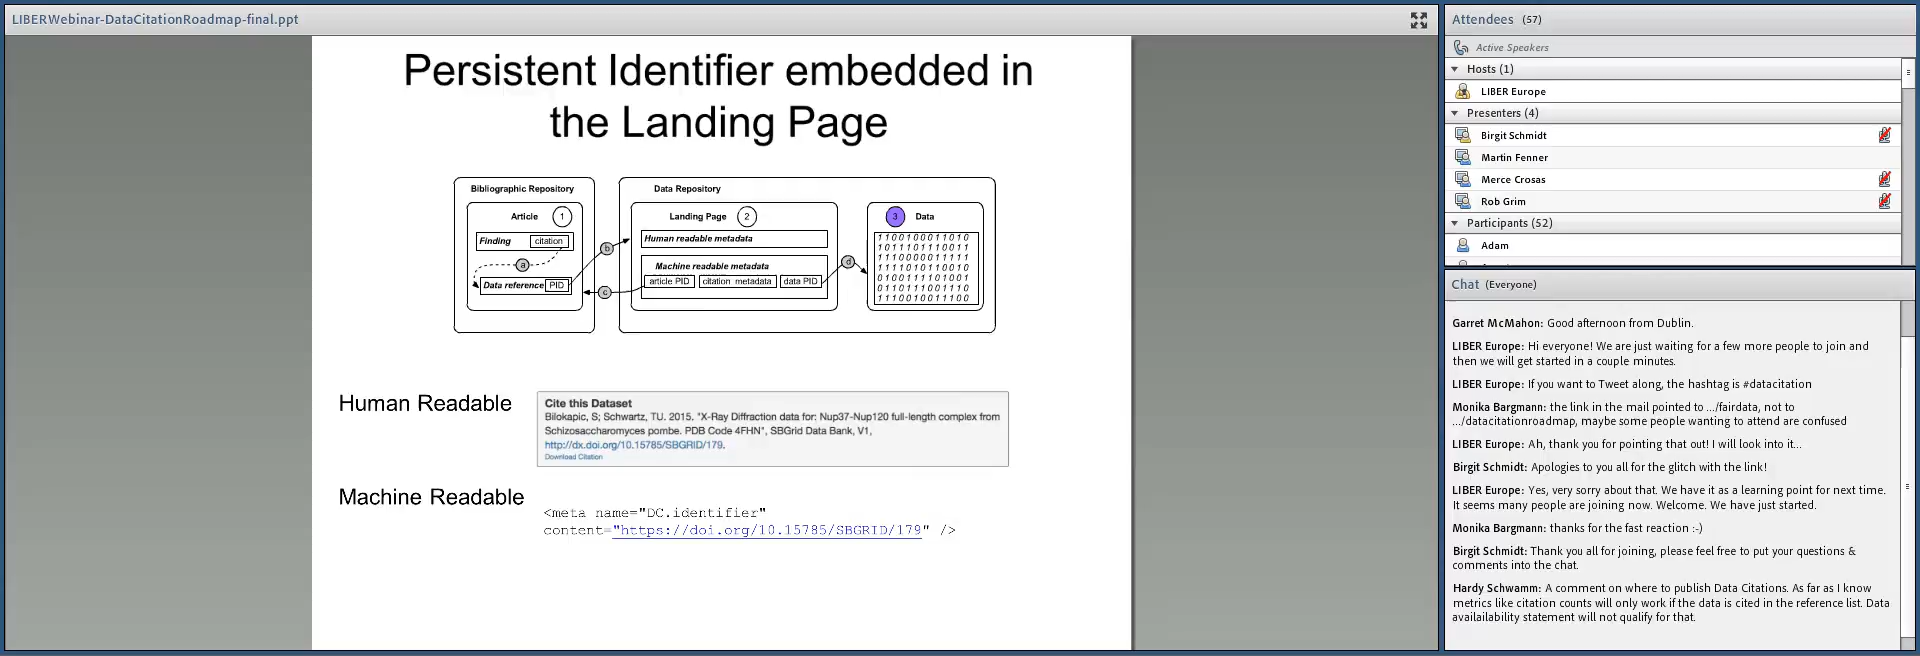 LIBERWebinar-DataCitationRoadmap-final.ppt
Persistent Identifier embedded in
the Landing Page
Bibliographic Repository
Article 1
Finding citation
a
Data reference PID
b
c
Data Repository
Landing Page 2
Human readable metadata
Machine readable metadata
article PID citation metadata data PID
d
3 Data
1100100011010
1011101110011
1110000011111
1111010110010
0100111101001
0110111001110
1110010011100
Human Readable
Cite this Dataset
Bilokapic, S; Schwartz, TU. 2015. "X-Ray Diffraction data for: Nup37-Nup120 full-length complex from
Schizosaccharomyces pombe. PDB Code 4FHN", SBGrid Data Bank, V1,
http://dx.doi.org/10.15785/SBGRID/179.
Download Citation
Machine Readable
<meta name="DC.identifier"
content="https://doi.org/10.15785/SBGRID/179" />
Attendees (57)
Active Speakers
Hosts (1)
LIBER Europe
Presenters (4)
Birgit Schmidt
Martin Fenner
Merce Crosas
Rob Grim
Participants (52)
Adam
Chat (Everyone)
Garret McMahon: Good afternoon from Dublin.
LIBER Europe: Hi everyone! We are just waiting for a few more people to join and
then we will get started in a couple minutes.
LIBER Europe: If you want to Tweet along, the hashtag is #datacitation
Monika Bargmann: the link in the mail pointed to .../fairdata, not to
.../datacitationroadmap, maybe some people wanting to attend are confused
LIBER Europe: Ah, thank you for pointing that out! I will look into it...
Birgit Schmidt: Apologies to you all for the glitch with the link!
LIBER Europe: Yes, very sorry about that. We have it as a learning point for next time.
It seems many people are joining now. Welcome. We have just started.
Monika Bargmann: thanks for the fast reaction :-)
Birgit Schmidt: Thank you all for joining, please feel free to put your questions &
comments into the chat.
Hardy Schwamm: A comment on where to publish Data Citations. As far as I know
metrics like citation counts will only work if the data is cited in the reference list. Data
availailability statement will not qualify for that.